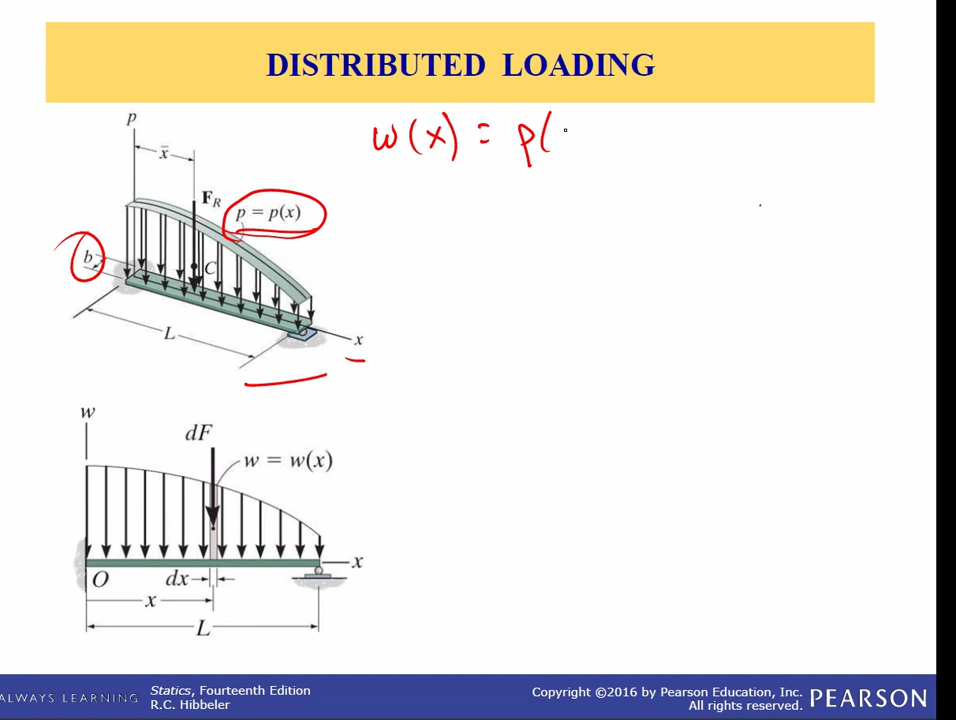 DISTRIBUTED LOADING
w(x) = p(
p
x̄
F_R
p = p(x)
b
C
L
x
w
dF
w = w(x)
x
O
dx
x
L
ALWAYS LEARNING
Statics, Fourteenth Edition
R.C. Hibbeler
Copyright ©2016 by Pearson Education, Inc.
All rights reserved.
PEARSON